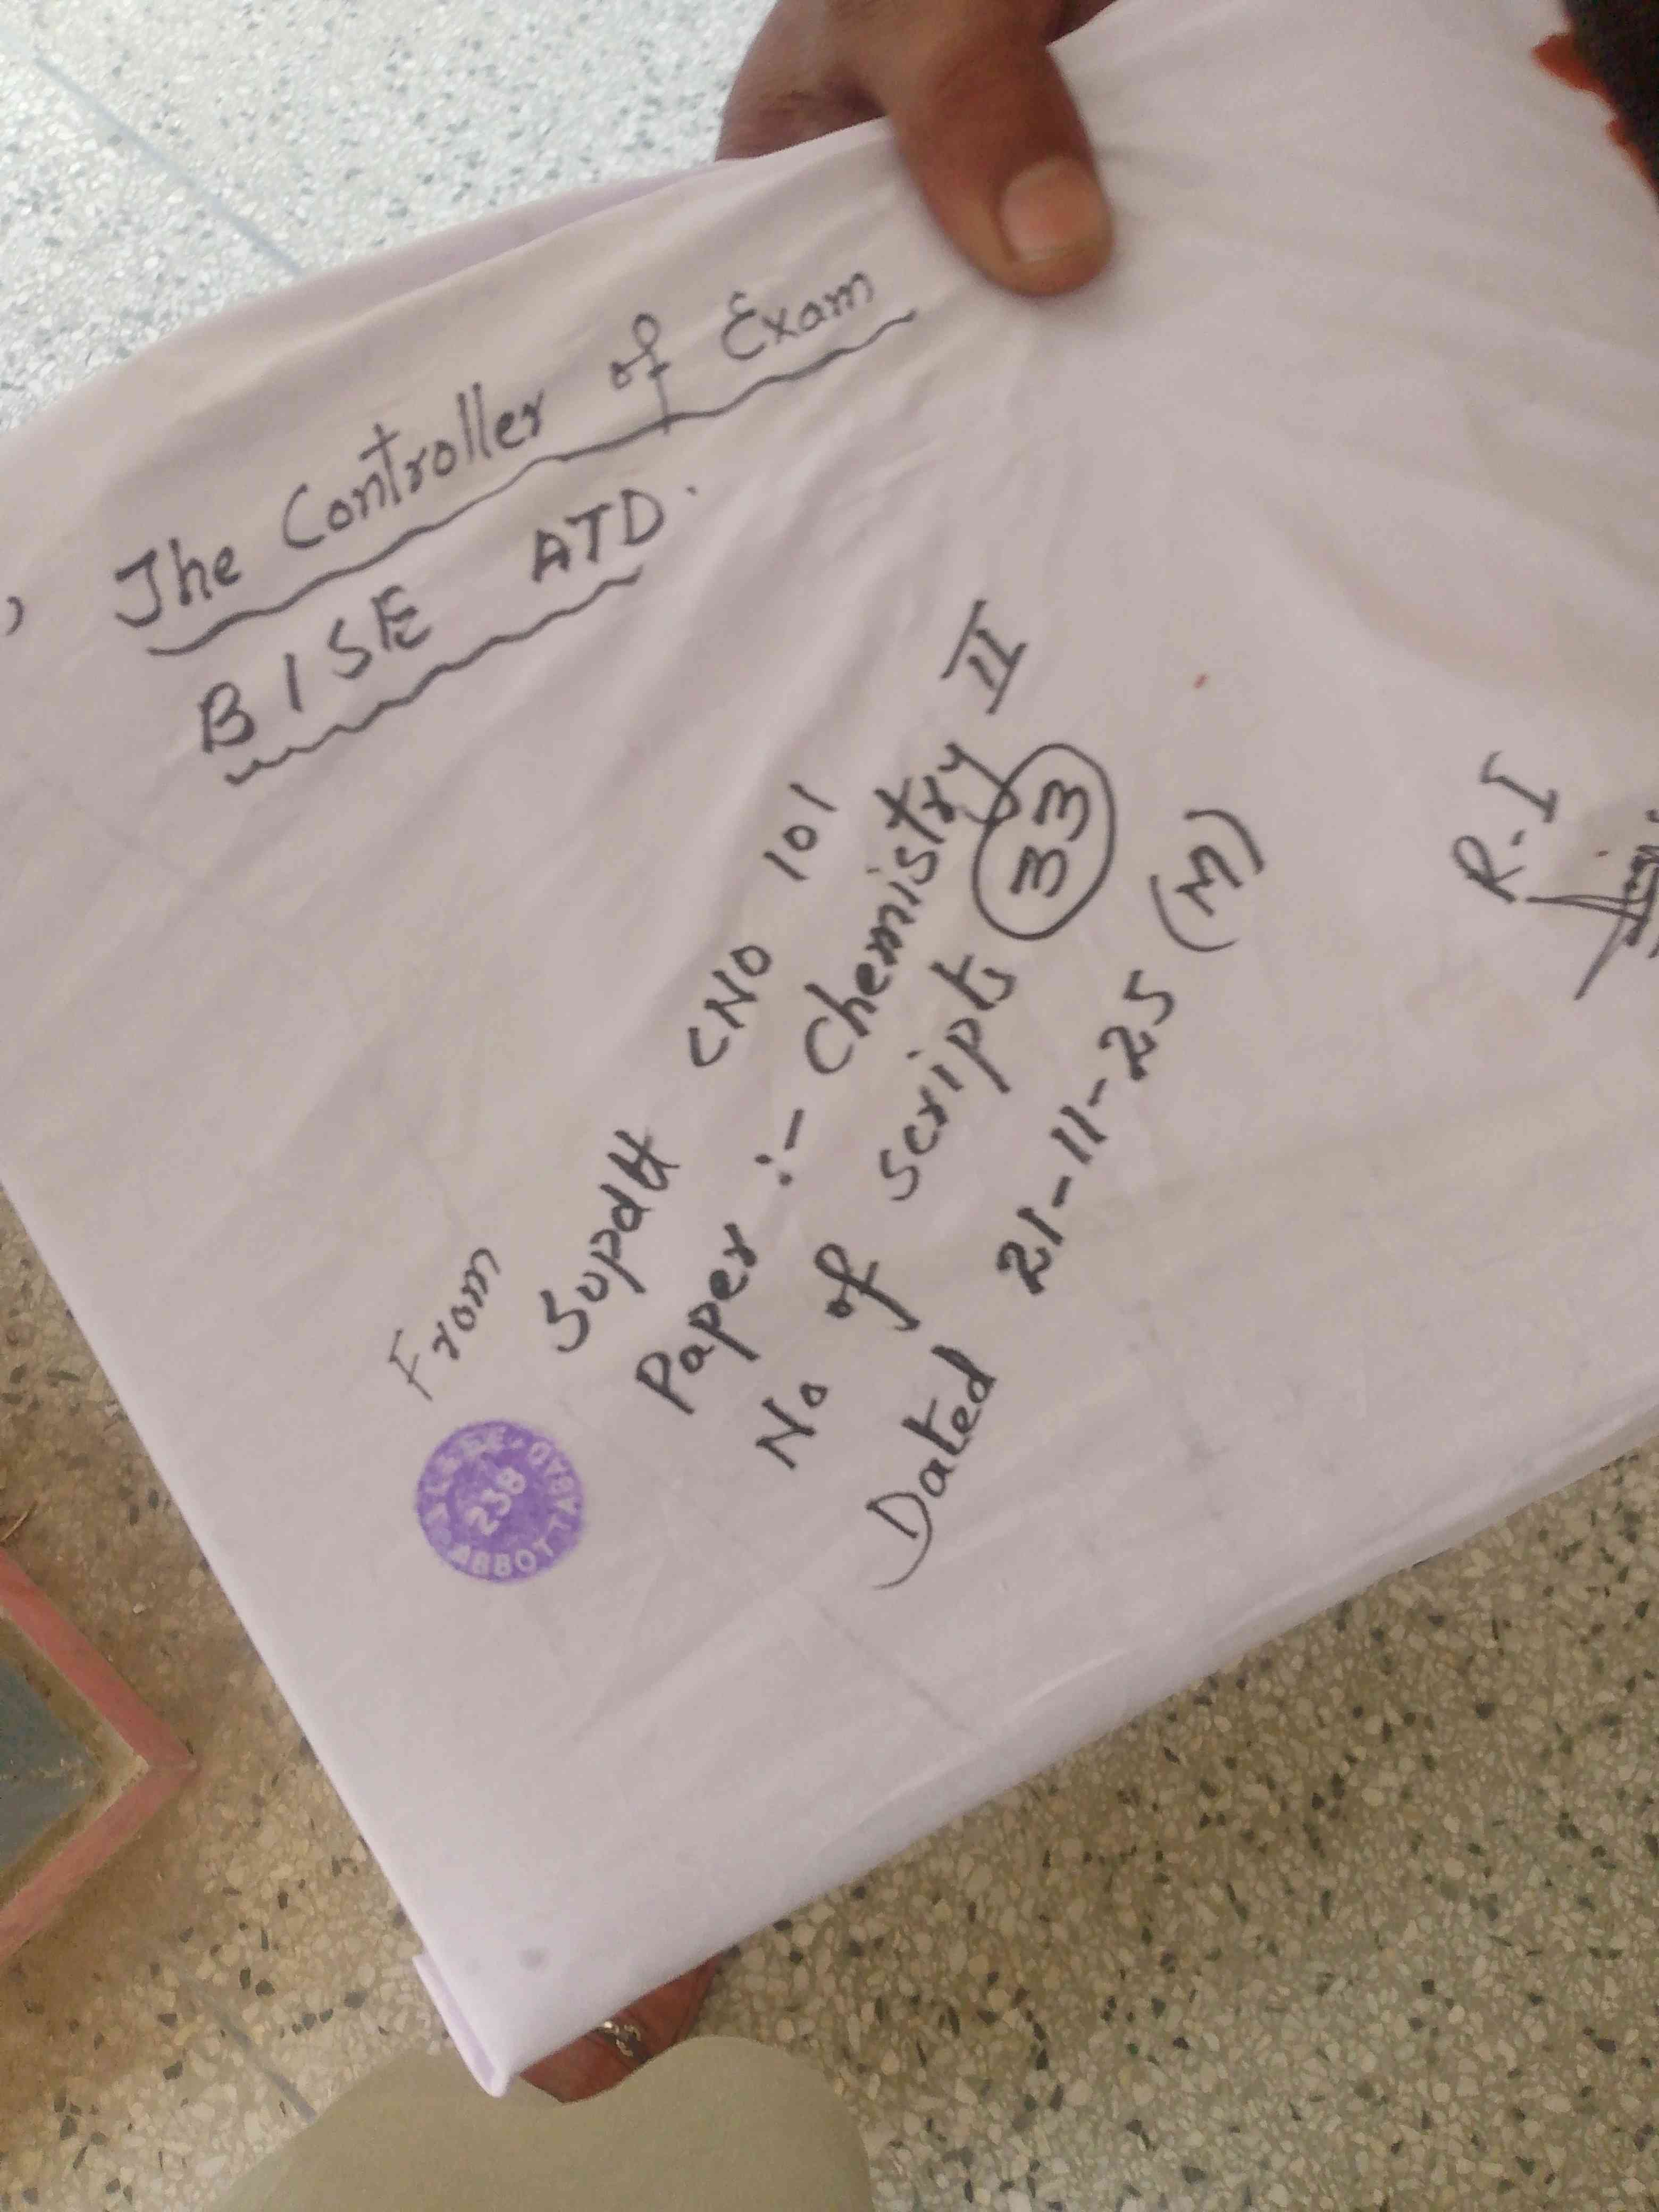 The Controller of Exam
BISE ATD.
From
Supdtt CNO 101
Paper :- Chemistry II
No of scripts 33
Dated 21-11-25 (M)
R.I
238
ABBOTTABAD